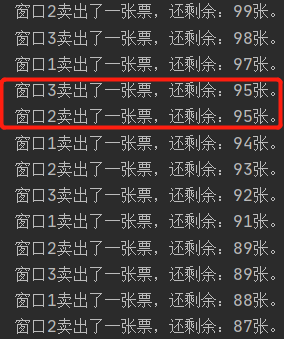 窗口2卖出了一张票，还剩余：99张。
窗口3卖出了一张票，还剩余：98张。
窗口1卖出了一张票，还剩余：97张。
窗口3卖出了一张票，还剩余：95张。
窗口2卖出了一张票，还剩余：95张。
窗口1卖出了一张票，还剩余：94张。
窗口2卖出了一张票，还剩余：93张。
窗口3卖出了一张票，还剩余：92张。
窗口1卖出了一张票，还剩余：91张。
窗口2卖出了一张票，还剩余：89张。
窗口3卖出了一张票，还剩余：89张。
窗口1卖出了一张票，还剩余：88张。
窗口2卖出了一张票，还剩余：87张。